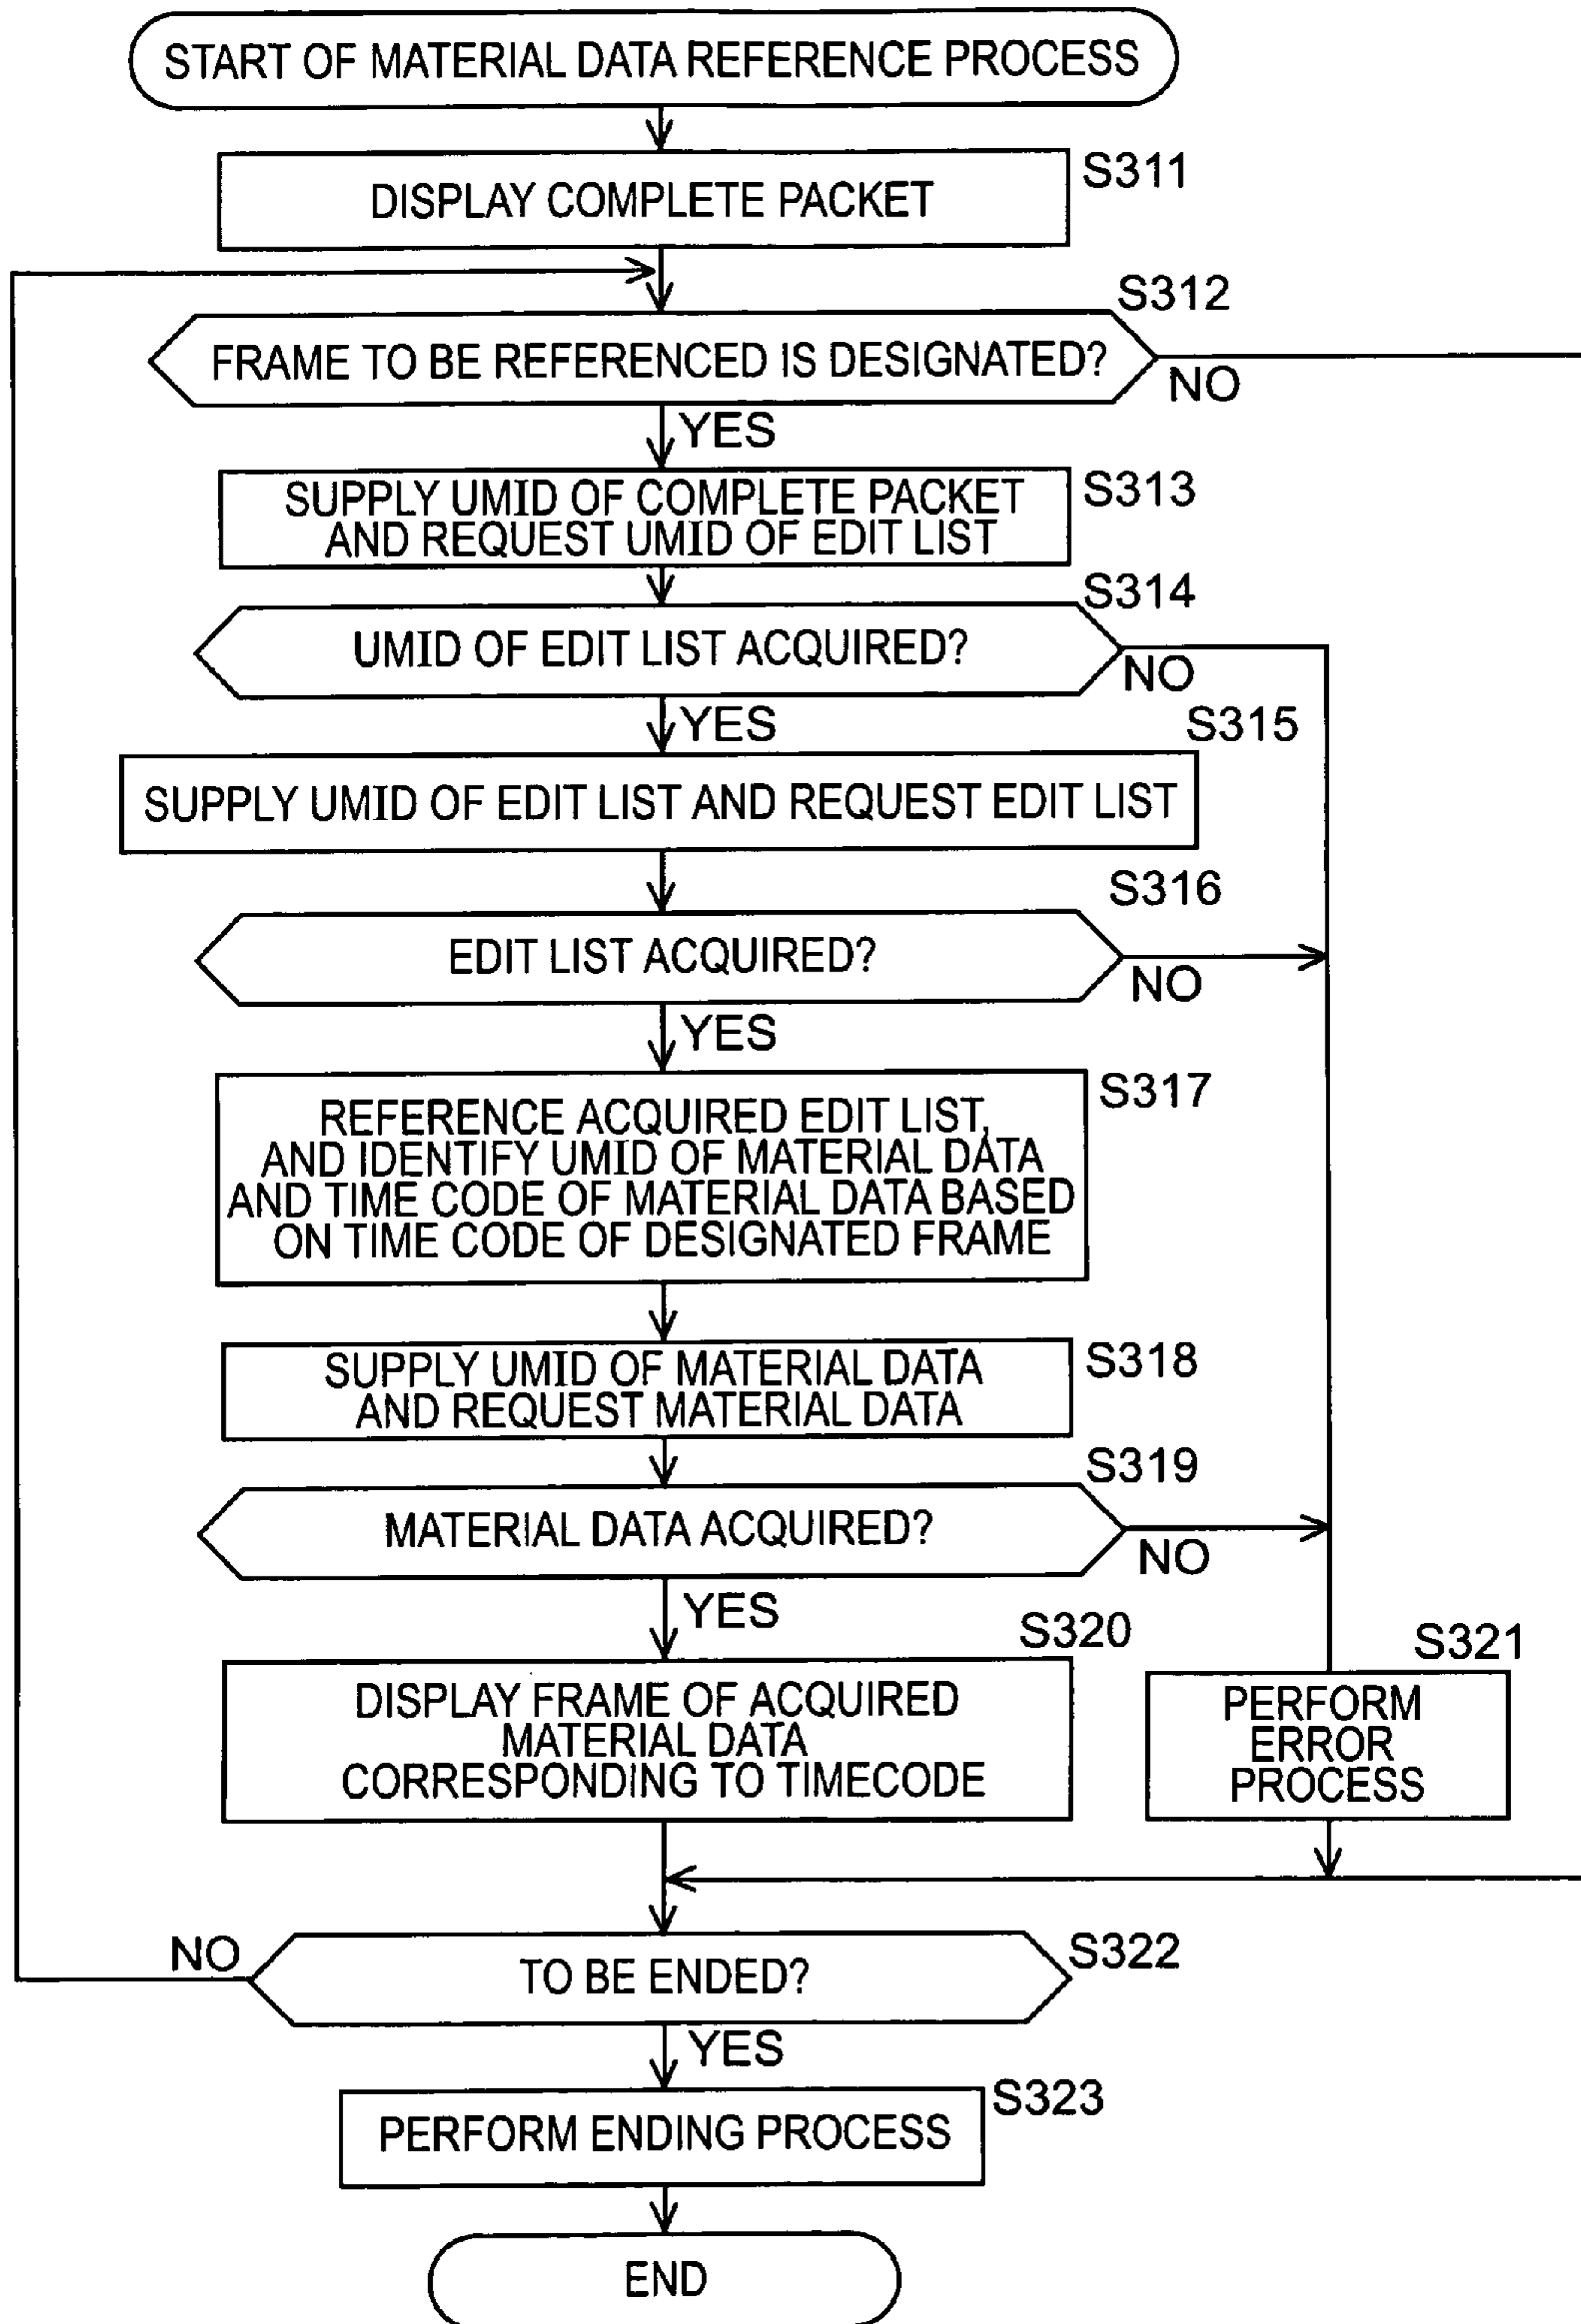 START OF MATERIAL DATA REFERENCE PROCESS
DISPLAY COMPLETE PACKET
S311
S312
FRAME TO BE REFERENCED IS DESIGNATED?
NO
YES
SUPPLY UMID OF COMPLETE PACKET
AND REQUEST UMID OF EDIT LIST
S313
S314
UMID OF EDIT LIST ACQUIRED?
NO
YES
S315
SUPPLY UMID OF EDIT LIST AND REQUEST EDIT LIST
S316
EDIT LIST ACQUIRED?
NO
YES
S317
REFERENCE ACQUIRED EDIT LIST,
AND IDENTIFY UMID OF MATERIAL DATA
AND TIME CODE OF MATERIAL DATA BASED
ON TIME CODE OF DESIGNATED FRAME
SUPPLY UMID OF MATERIAL DATA
AND REQUEST MATERIAL DATA
S318
S319
MATERIAL DATA ACQUIRED?
NO
YES
S320
DISPLAY FRAME OF ACQUIRED
MATERIAL DATA
CORRESPONDING TO TIMECODE
S321
PERFORM
ERROR
PROCESS
NO
TO BE ENDED?
S322
YES
PERFORM ENDING PROCESS
S323
END